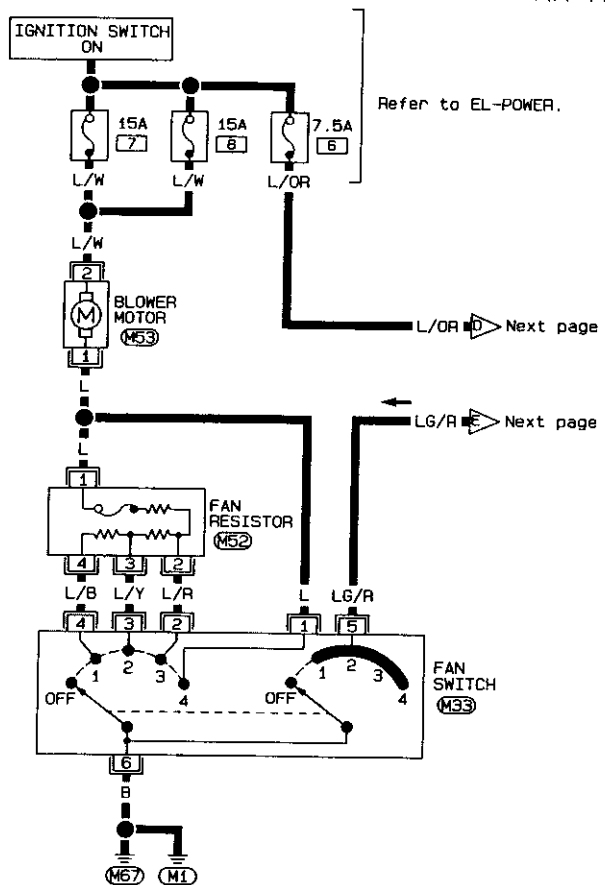 IGNITION SWITCH
ON
15A
7
15A
8
7.5A
6
Refer to EL-POWER.
L/W
L/W
L/OR
L/W
2
BLOWER
MOTOR
M
M53
1
L/OR
D
Next page
L
LG/R
E
Next page
L
1
FAN
RESISTOR
M52
4
3
2
L/B
L/Y
L/R
L
LG/R
4
3
2
1
5
1
2
3
4
OFF
1
2
3
4
OFF
FAN
SWITCH
M33
6
B
M67
M1